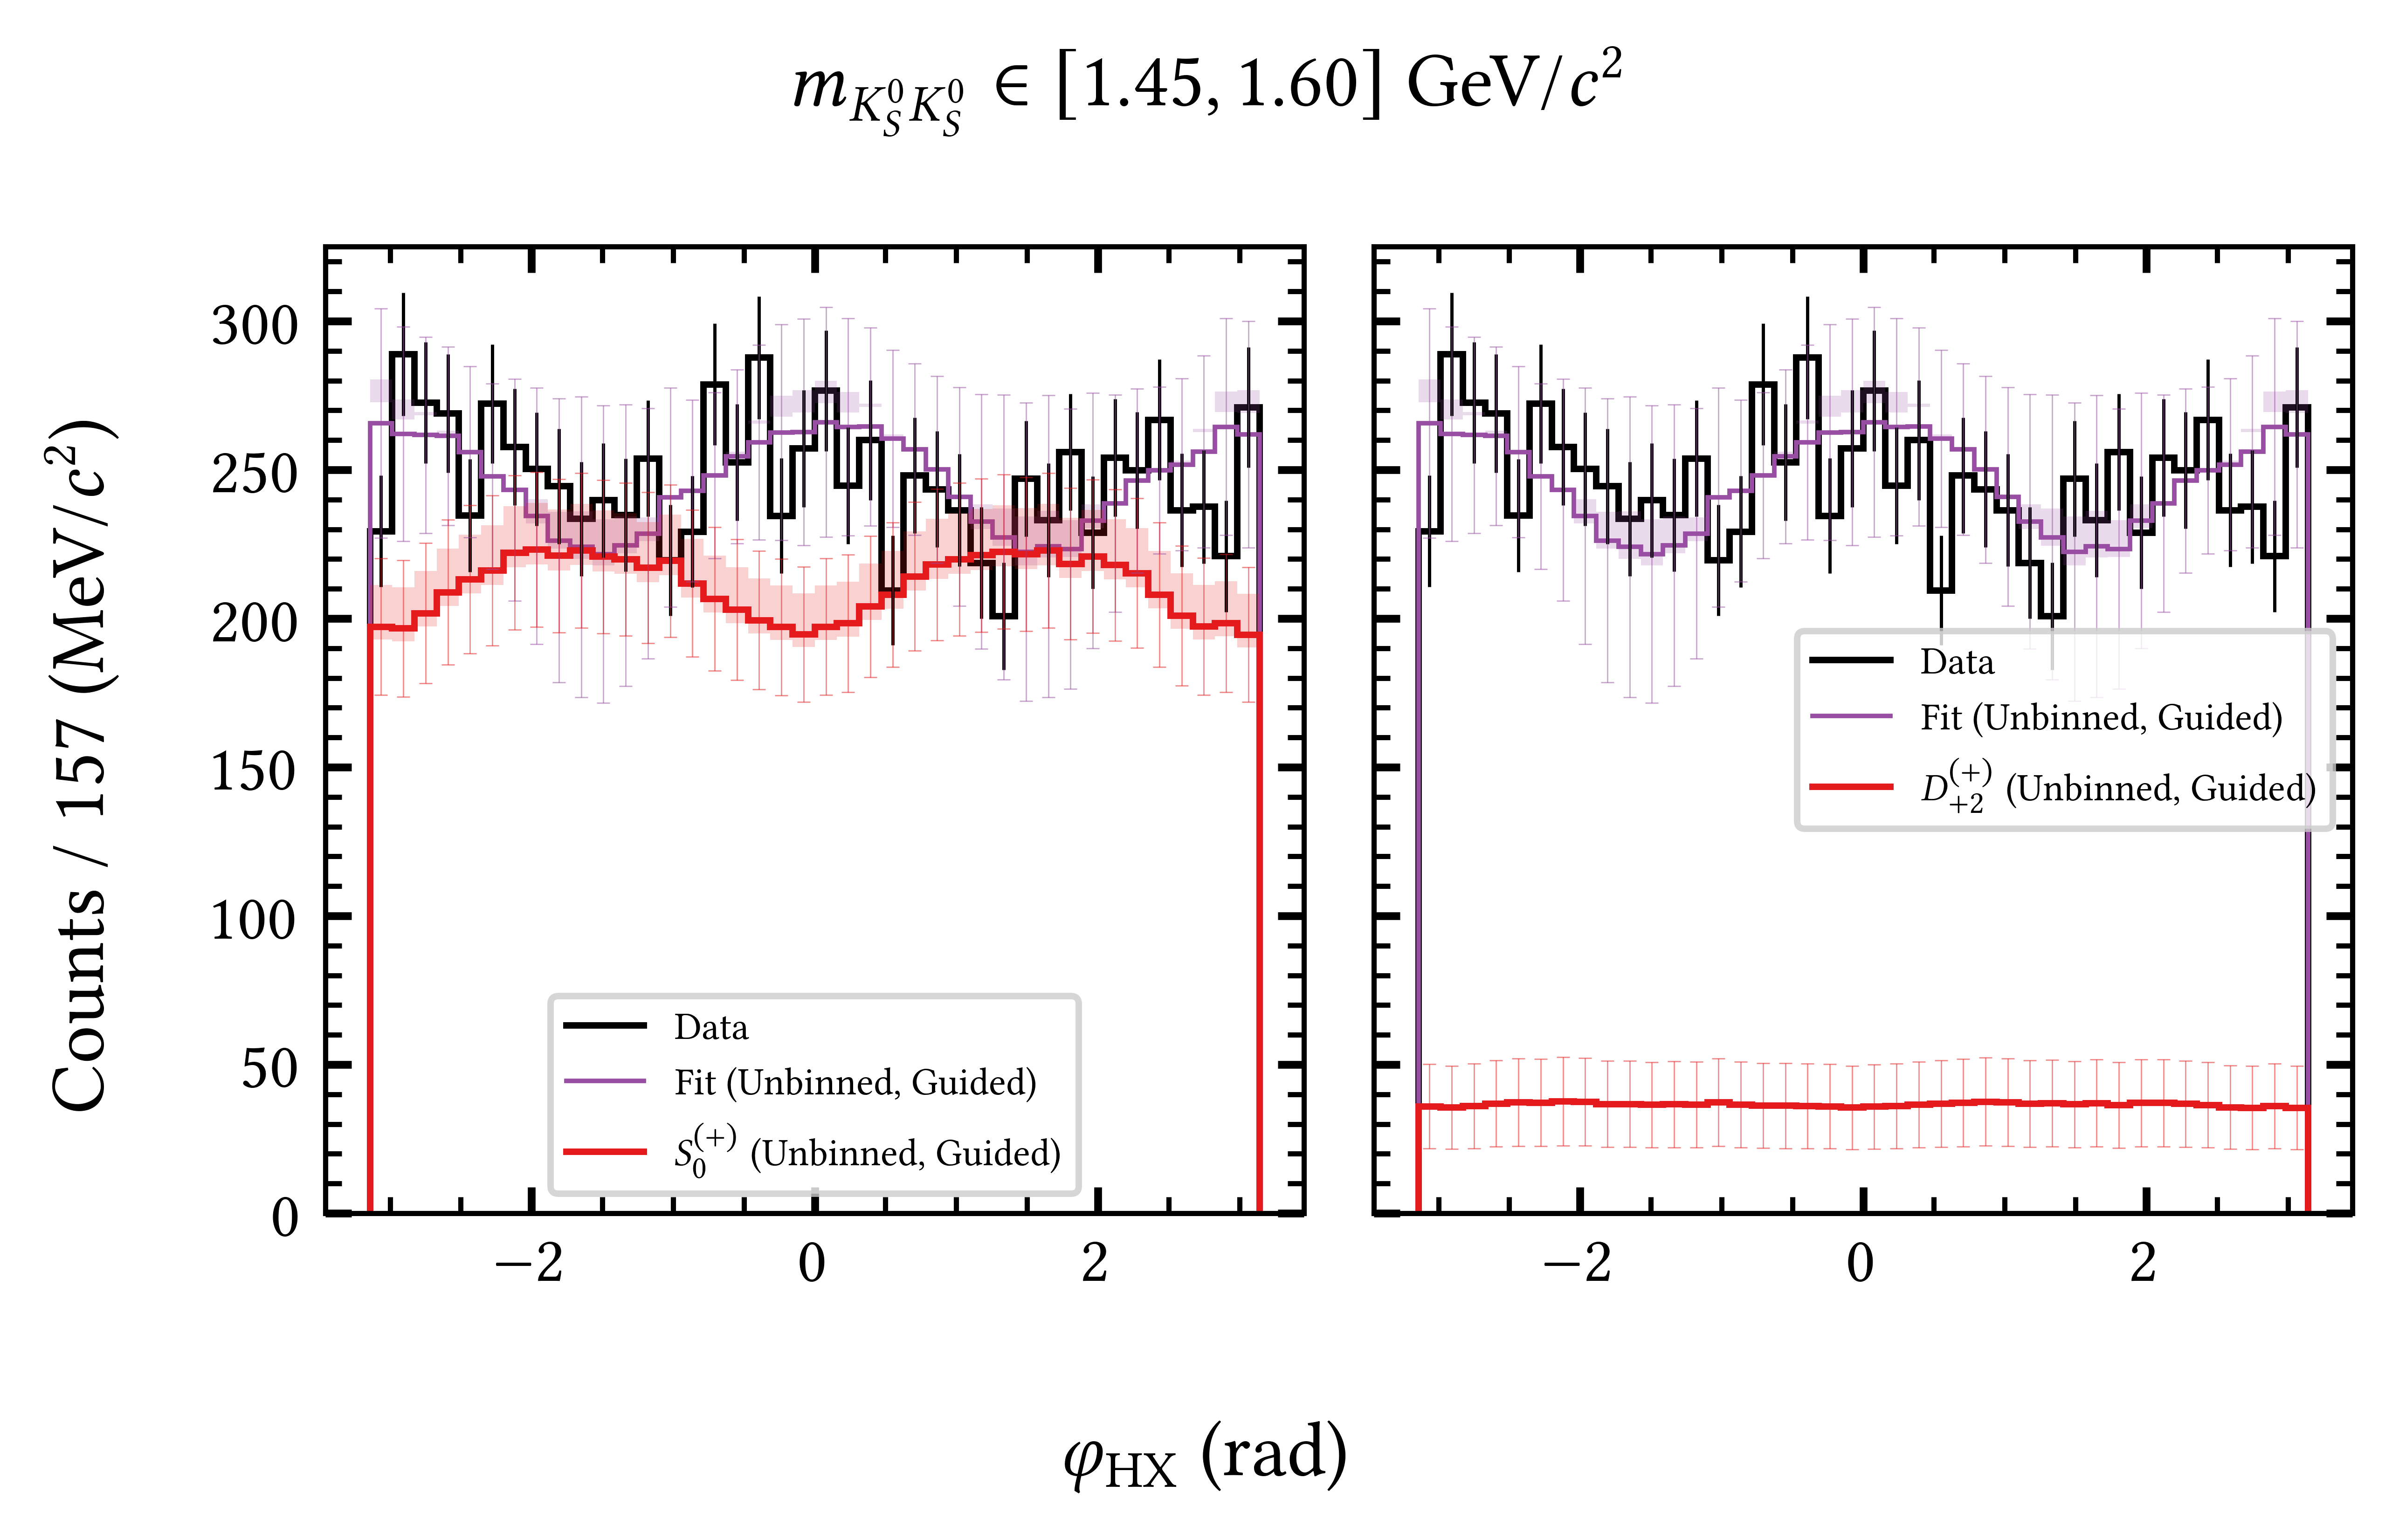 m_{K_S^0 K_S^0} ∈ [1.45, 1.60] GeV/c²
Counts / 157 (MeV/c²)
300
250
200
150
100
50
0
Data
Fit (Unbinned, Guided)
S_0^{(+)} (Unbinned, Guided)
Data
Fit (Unbinned, Guided)
D_{+2}^{(+)} (Unbinned, Guided)
−2 0 2
−2 0 2
φ_HX (rad)